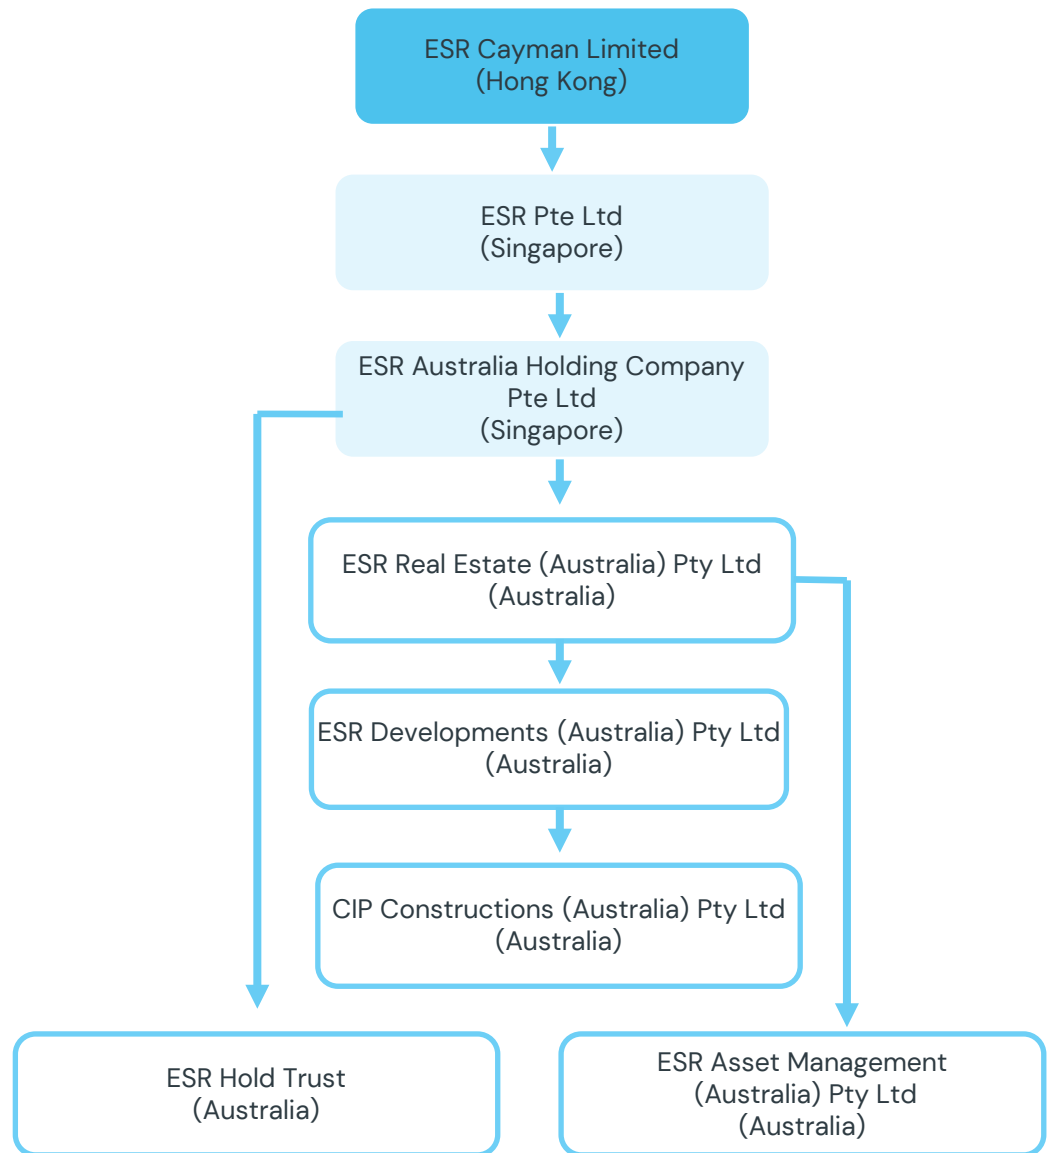 ESR Cayman Limited
(Hong Kong)
ESR Pte Ltd
(Singapore)
ESR Australia Holding Company
Pte Ltd
(Singapore)
ESR Real Estate (Australia) Pty Ltd
(Australia)
ESR Developments (Australia) Pty Ltd
(Australia)
CIP Constructions (Australia) Pty Ltd
(Australia)
ESR Hold Trust
(Australia)
ESR Asset Management
(Australia) Pty Ltd
(Australia)